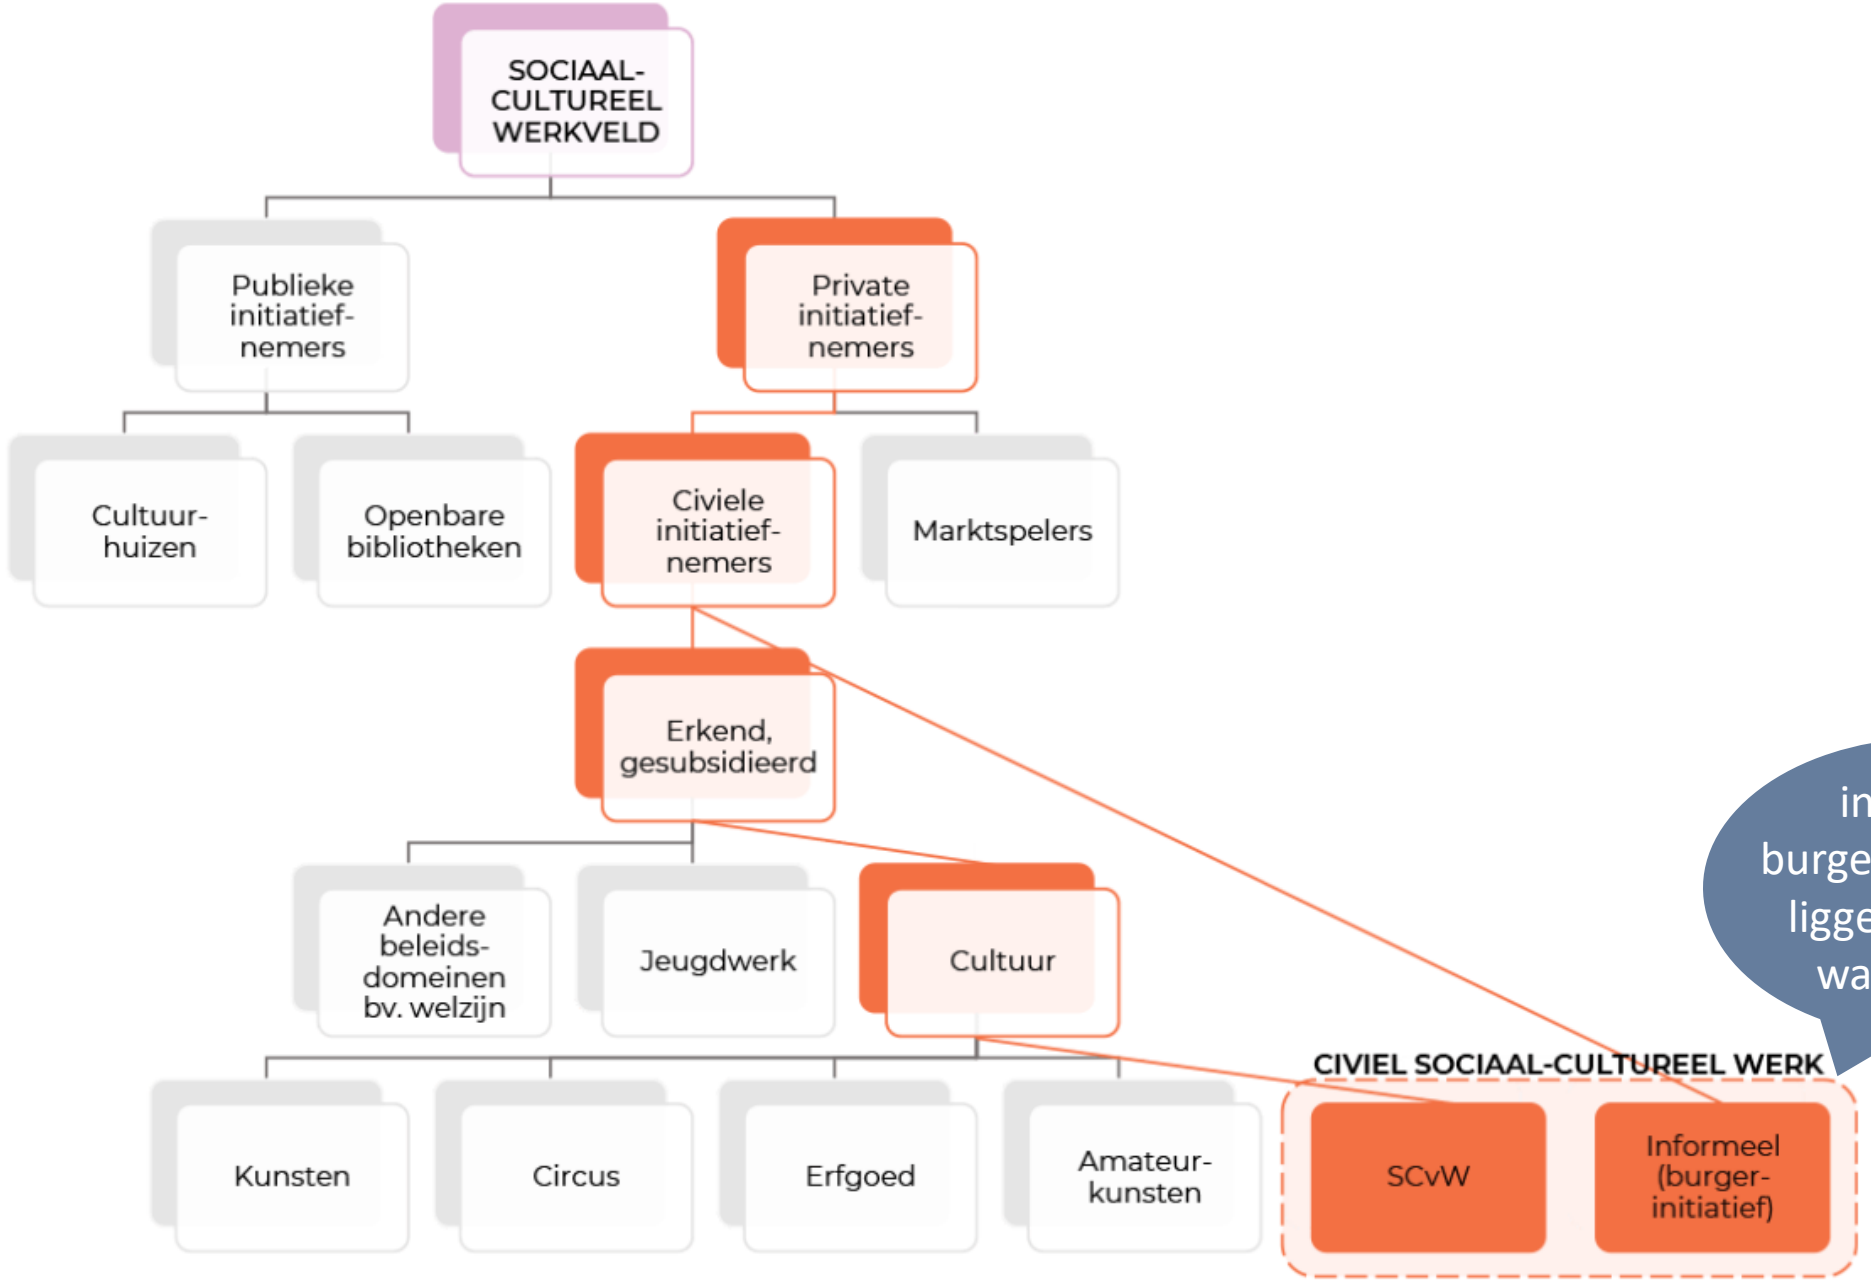 SOCIAAL-
CULTUREEL
WERKVELD
Publieke
initiatief-
nemers
Private
initiatief-
nemers
Cultuur-
huizen
Openbare
bibliotheken
Civiele
initiatief-
nemers
Marktspelers
Erkend,
gesubsidieerd
Andere
beleids-
domeinen
bv. welzijn
Jeugdwerk
Cultuur
CIVIEL SOCIAAL-CULTUREEL WERK
Kunsten
Circus
Erfgoed
Amateur-
kunsten
SCvW
Informeel
(burger-
initiatief)